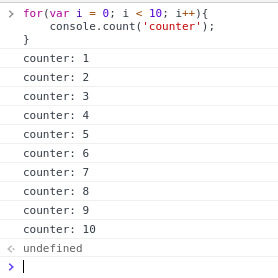 for(var i = 0; i < 10; i++){
    console.count('counter');
}
counter: 1
counter: 2
counter: 3
counter: 4
counter: 5
counter: 6
counter: 7
counter: 8
counter: 9
counter: 10
undefined